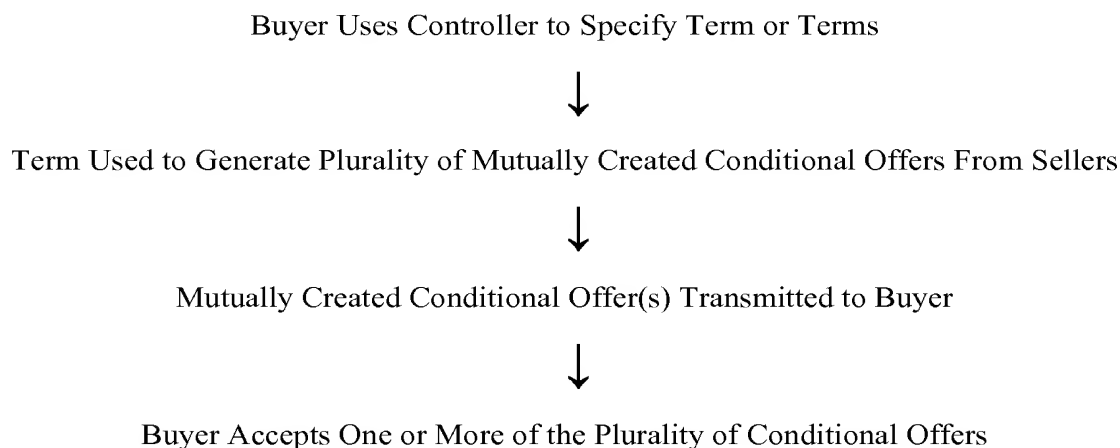 Buyer Uses Controller to Specify Term or Terms
Term Used to Generate Plurality of Mutually Created Conditional Offers From Sellers
Mutually Created Conditional Offer(s) Transmitted to Buyer
Buyer Accepts One or More of the Plurality of Conditional Offers